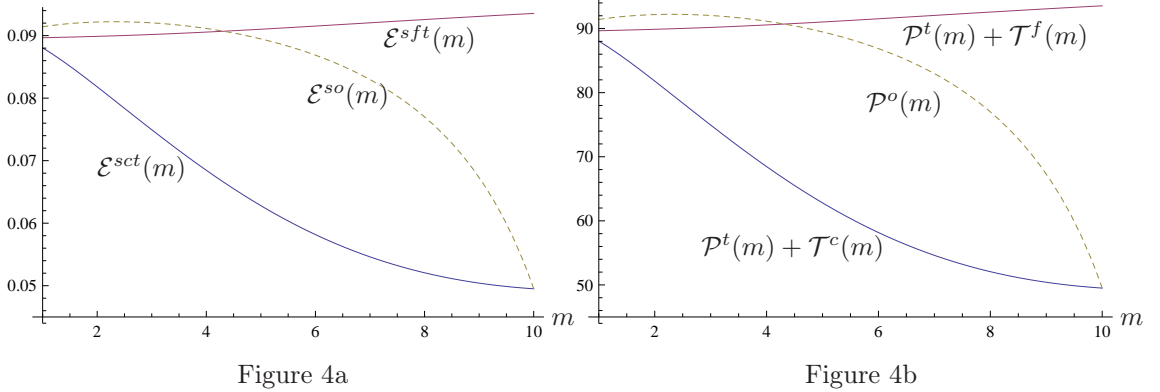 0.09
0.08
0.07
0.06
0.05
2 4 6 8 10 m
ℰ^{sft}(m)
ℰ^{so}(m)
ℰ^{sct}(m)
Figure 4a
90
80
70
60
50
2 4 6 8 10 m
𝒫^t(m) + 𝒯^f(m)
𝒫^o(m)
𝒫^t(m) + 𝒯^c(m)
Figure 4b